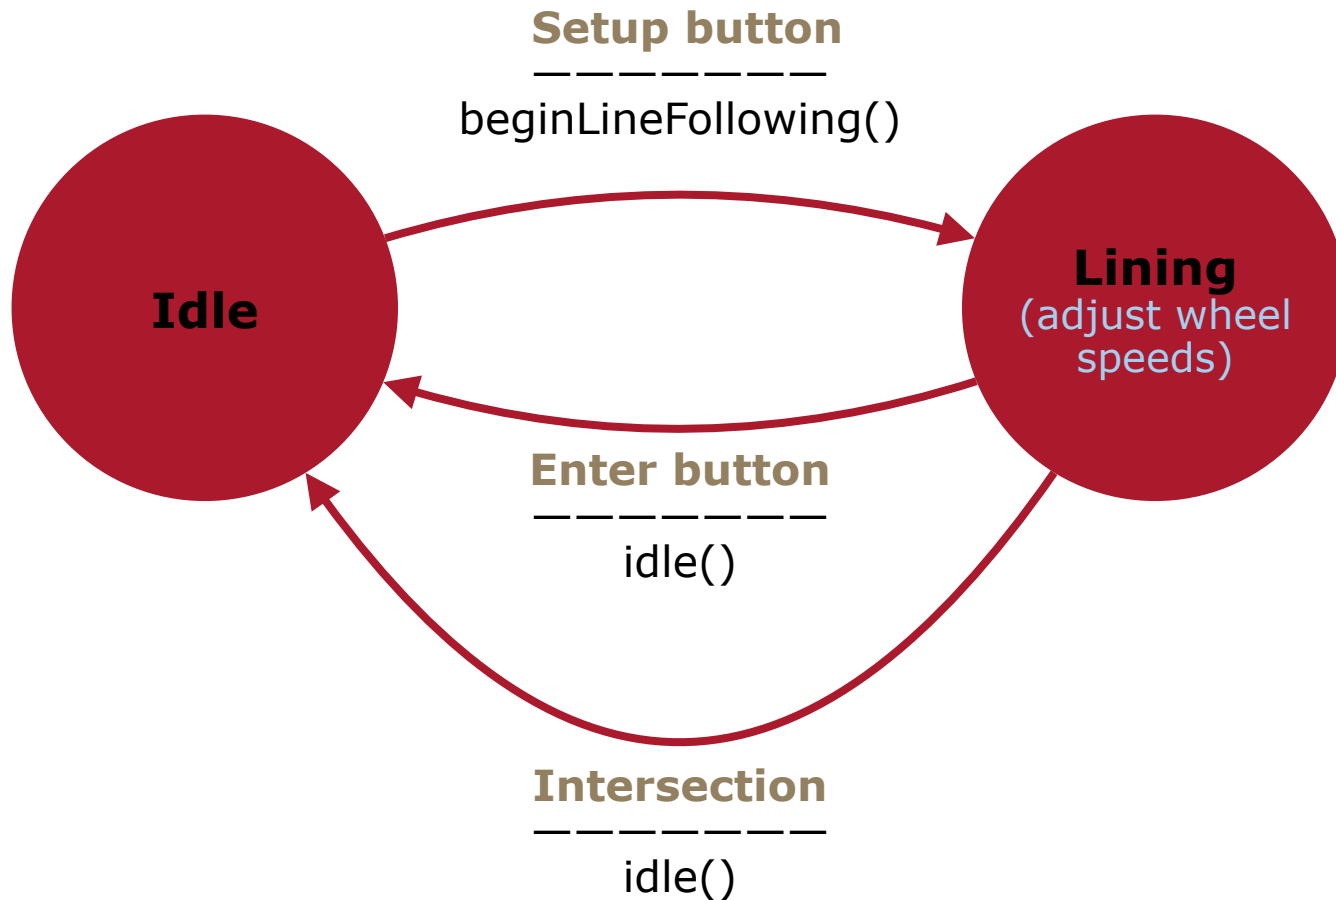 Setup button
———————
beginLineFollowing()
Idle
Lining
(adjust wheel
speeds)
Enter button
———————
idle()
Intersection
———————
idle()